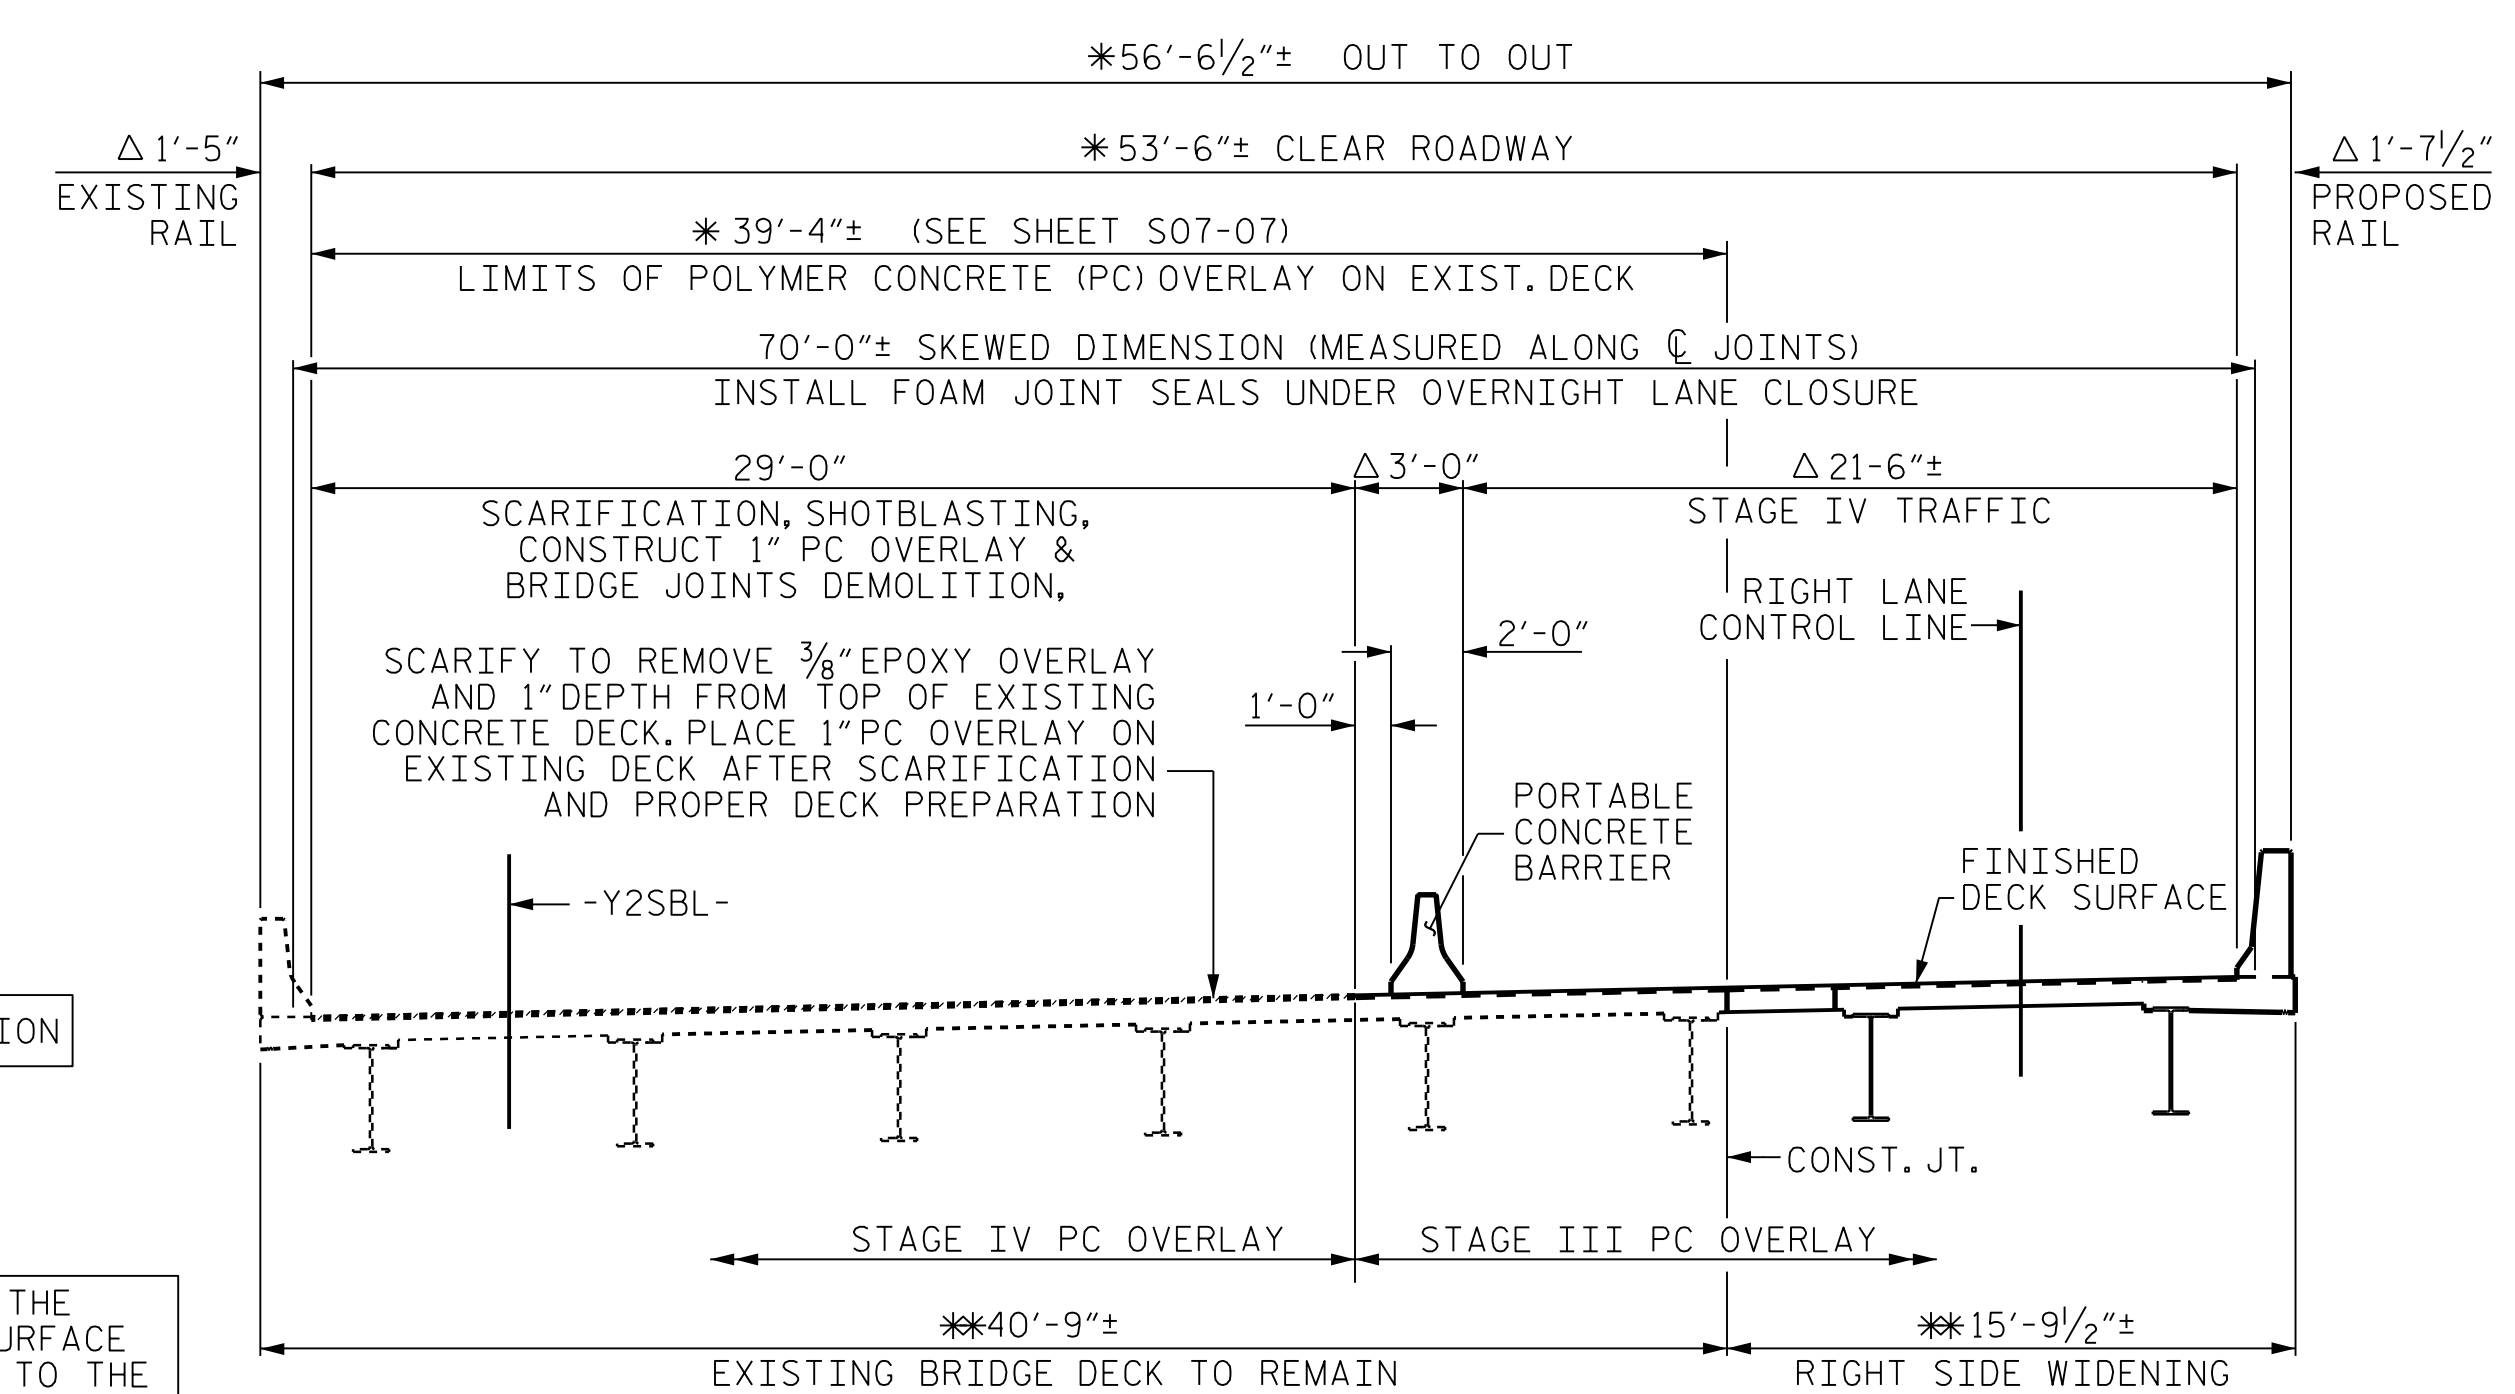 *56'-6½"± OUT TO OUT
△ 1'-5"
EXISTING
RAIL
*53'-6"± CLEAR ROADWAY
△ 1'-7½"
PROPOSED
RAIL
* 39'-4"± (SEE SHEET S07-07)
LIMITS OF POLYMER CONCRETE (PC) OVERLAY ON EXIST. DECK
70'-0"± SKEWED DIMENSION (MEASURED ALONG ℄ JOINTS)
INSTALL FOAM JOINT SEALS UNDER OVERNIGHT LANE CLOSURE
29'-0"
△ 3'-0"
△ 21-6"±
SCARIFICATION, SHOTBLASTING,
CONSTRUCT 1" PC OVERLAY &
BRIDGE JOINTS DEMOLITION,
STAGE IV TRAFFIC
RIGHT LANE
CONTROL LINE
2'-0"
1'-0"
SCARIFY TO REMOVE ⅜" EPOXY OVERLAY
AND 1" DEPTH FROM TOP OF EXISTING
CONCRETE DECK. PLACE 1" PC OVERLAY ON
EXISTING DECK AFTER SCARIFICATION
AND PROPER DECK PREPARATION
PORTABLE
CONCRETE
BARRIER
FINISHED
DECK SURFACE
-Y2SBL-
ION
CONST. JT.
STAGE IV PC OVERLAY
STAGE III PC OVERLAY
THE
URFACE
TO THE
**40'-9"±
EXISTING BRIDGE DECK TO REMAIN
**15'-9½"±
RIGHT SIDE WIDENING